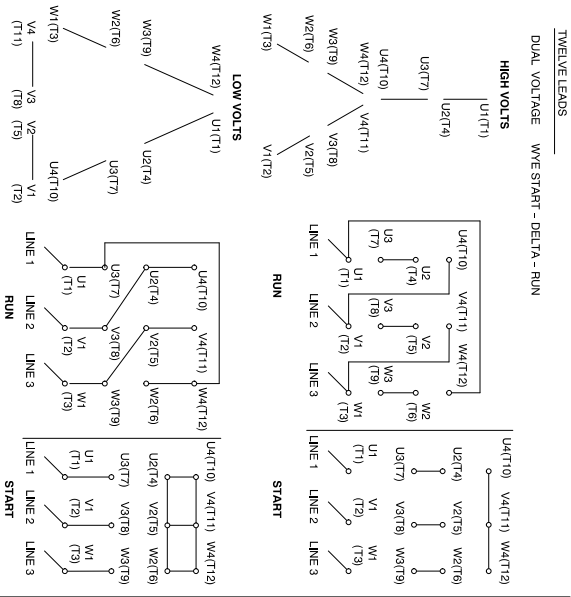 TWELVE LEADS
DUAL VOLTAGE WYE START - DELTA - RUN
HIGH VOLTS
U1(T1)
U2(T4)
U3(T7)
U4(T10)
W4(T12)
W3(T9)
W2(T6)
W1(T3)
V4(T11)
V3(T8)
V2(T5)
V1(T2)
U4(T10) V4(T11) W4(T12)
U2 (T4) V2 (T5) W2 (T6)
U3 (T7) V3 (T8) W3 (T9)
U1 (T1) V1 (T2) W1 (T3)
LINE 1 LINE 2 LINE 3
RUN
U4(T10) V4(T11) W4(T12)
U2(T4) V2(T5) W2(T6)
U3(T7) V3(T8) W3(T9)
U1 (T1) V1 (T2) W1 (T3)
LINE 1 LINE 2 LINE 3
START
LOW VOLTS
W4(T12)
U1(T1)
W3(T9)
U2(T4)
W2(T6)
U3(T7)
W1(T3)
U4(T10)
V4 (T11)
V3 (T8)
V2 (T5)
V1 (T2)
U4(T10) V4(T11) W4(T12)
U2(T4) V2(T5) W2(T6)
U3(T7) V3(T8) W3(T9)
U1 (T1) V1 (T2) W1 (T3)
LINE 1 LINE 2 LINE 3
RUN
U4(T10) V4(T11) W4(T12)
U2(T4) V2(T5) W2(T6)
U3(T7) V3(T8) W3(T9)
U1 (T1) V1 (T2) W1 (T3)
LINE 1 LINE 2 LINE 3
START